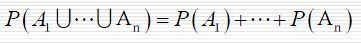 P(A₁ ∪ ⋯ ∪ Aₙ) = P(A₁) + ⋯ + P(Aₙ)